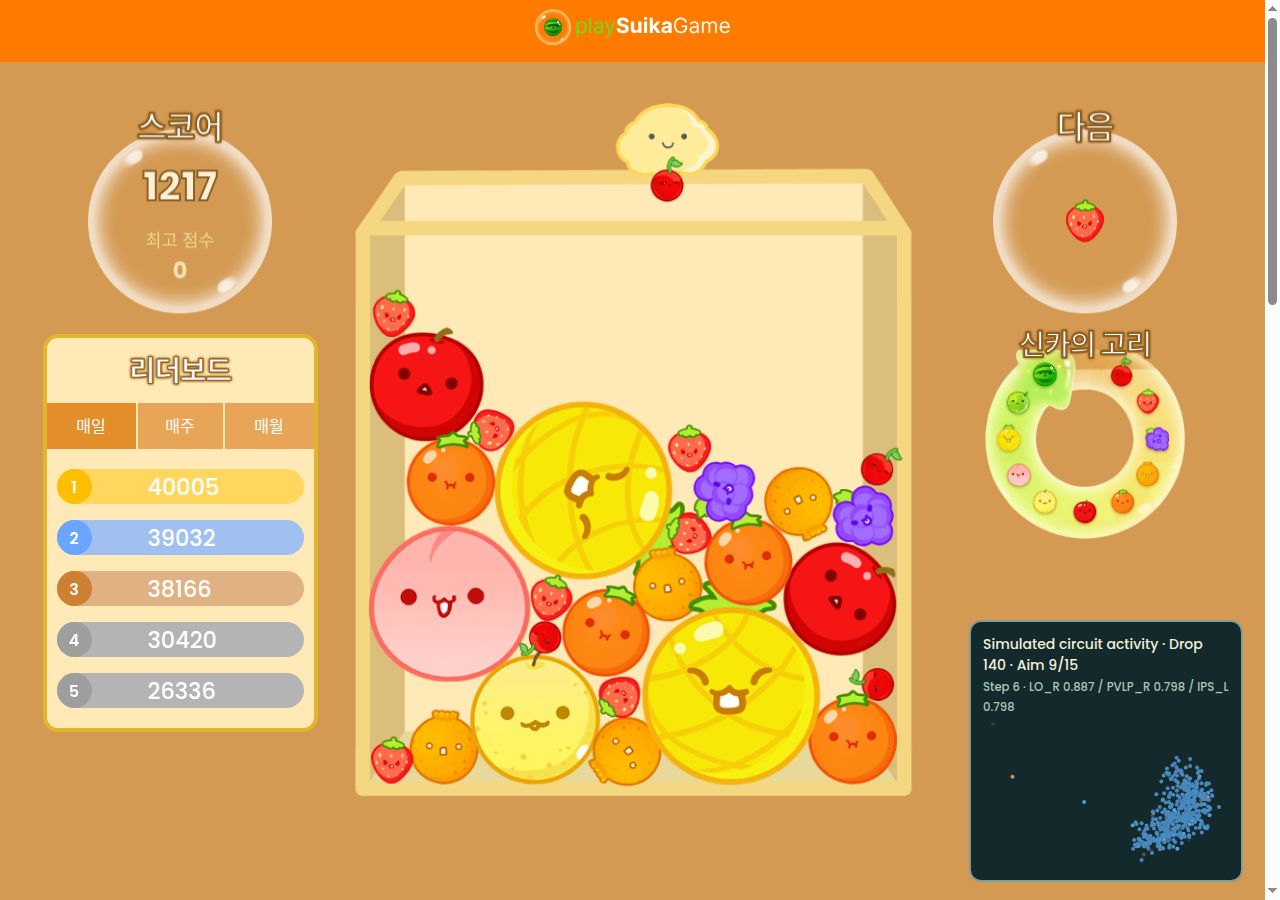 playSuikaGame
스코어
1217
최고 점수
0
리더보드
매일 매주 매월
1 40005
2 39032
3 38166
4 30420
5 26336
다음
신카의 고리
Simulated circuit activity · Drop
140 · Aim 9/15
Step 6 · LO_R 0.887 / PVLP_R 0.798 / IPS_L
0.798